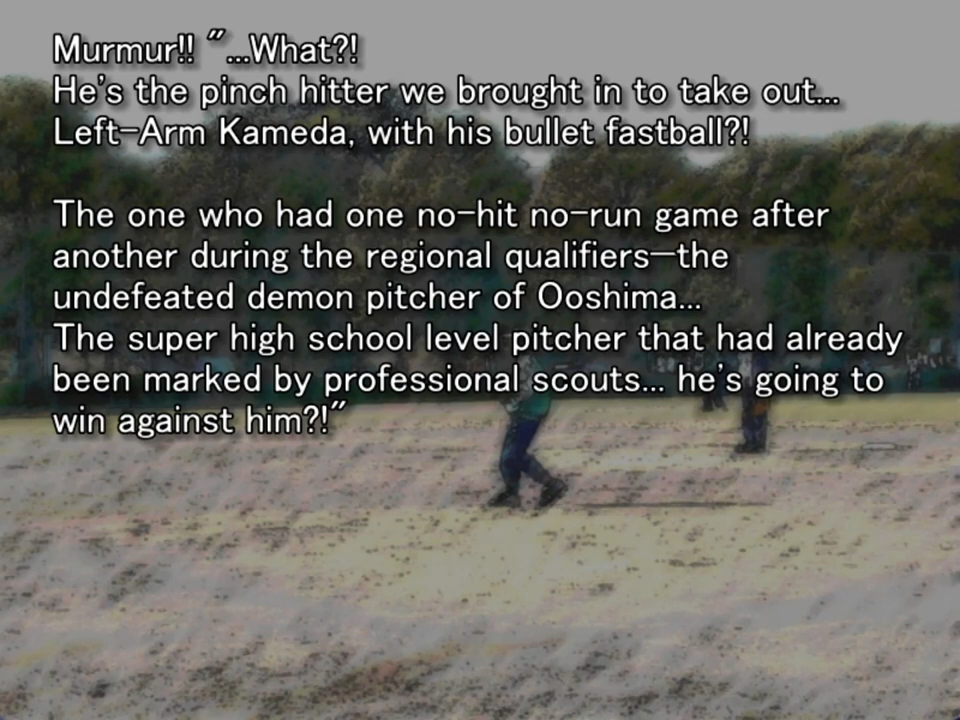 Murmur!! "...What?!
He's the pinch hitter we brought in to take out...
Left-Arm Kameda, with his bullet fastball?!
The one who had one no-hit no-run game after
another during the regional qualifiers—the
undefeated demon pitcher of Ooshima...
The super high school level pitcher that had already
been marked by professional scouts... he's going to
win against him?!"